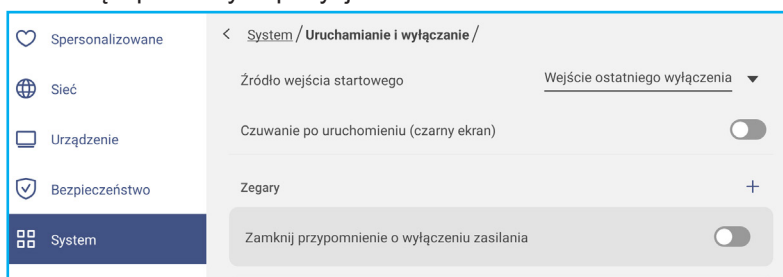 Spersonalizowane
Sieć
Urządzenie
Bezpieczeństwo
System
< System / Uruchamianie i wyłączanie /
Źródło wejścia startowego Wejście ostatniego wyłączenia
Czuwanie po uruchomieniu (czarny ekran)
Zegary +
Zamknij przypomnienie o wyłączeniu zasilania